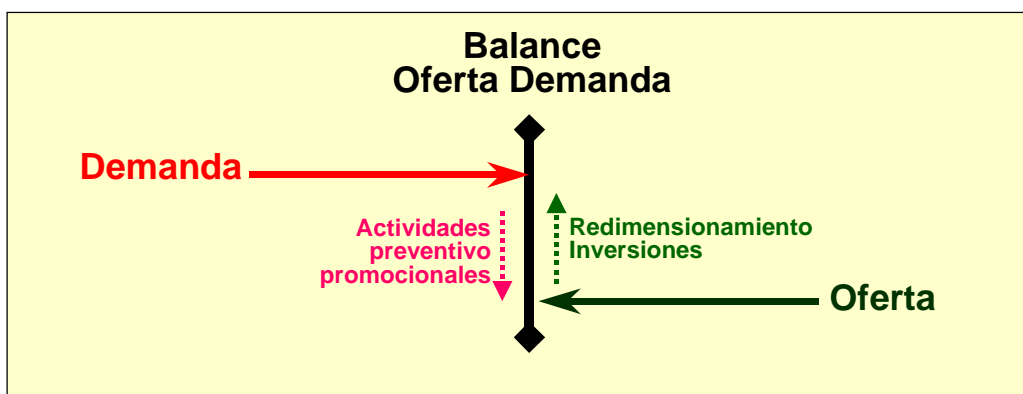 Balance
Oferta Demanda
Demanda
Actividades
preventivo
promocionales
Redimensionamiento
Inversiones
Oferta